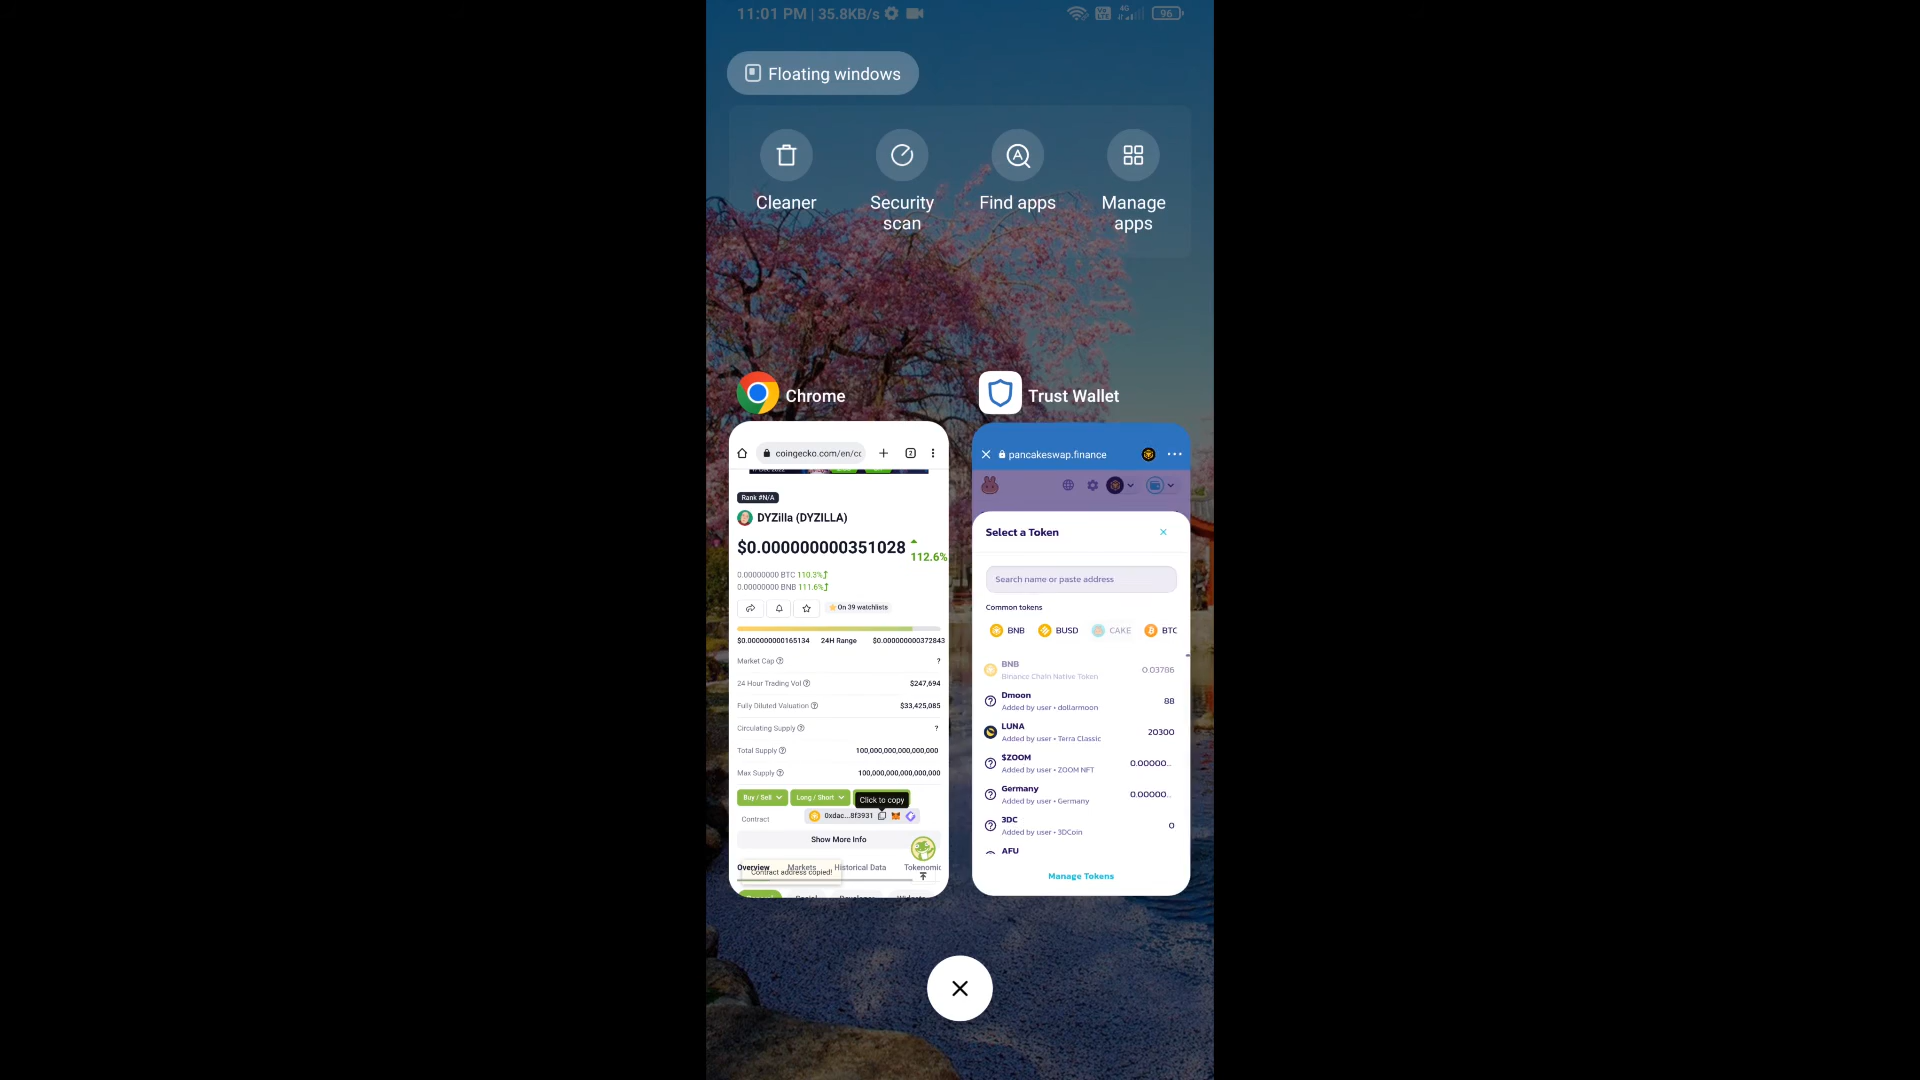 11:01 PM | 35.8KB/s
4G
96
Floating windows
Cleaner
Security scan
Find apps
Manage apps
Chrome
coingecko.com/en/cc
2
Rank #N/A
DYZilla (DYZILLA)
$0.000000000351028
112.6%
0.00000000 BTC 110.3%
0.00000000 BNB 111.6%
On 39 watchlists
$0.000000000165134 24H Range $0.000000000372843
Market Cap ?
24 Hour Trading Vol $247,694
Fully Diluted Valuation $33,425,085
Circulating Supply ?
Total Supply 100,000,000,000,000,000
Max Supply 100,000,000,000,000,000
Buy / Sell Long / Short
Click to copy
Contract 0xdac...8f3931
Show More Info
Overview Markets Historical Data Tokenomic
Contract address copied!
Trust Wallet
pancakeswap.finance
Select a Token
Search name or paste address
Common tokens
BNB BUSD CAKE BTC
BNB 0.03786
Binance Chain Native Token
Dmoon 88
Added by user • dollarmoon
LUNA 20300
Added by user • Terra Classic
$ZOOM 0.00000...
Added by user • ZOOM NFT
Germany 0.00000...
Added by user • Germany
3DC 0
Added by user • 3DCoin
AFU
Manage Tokens